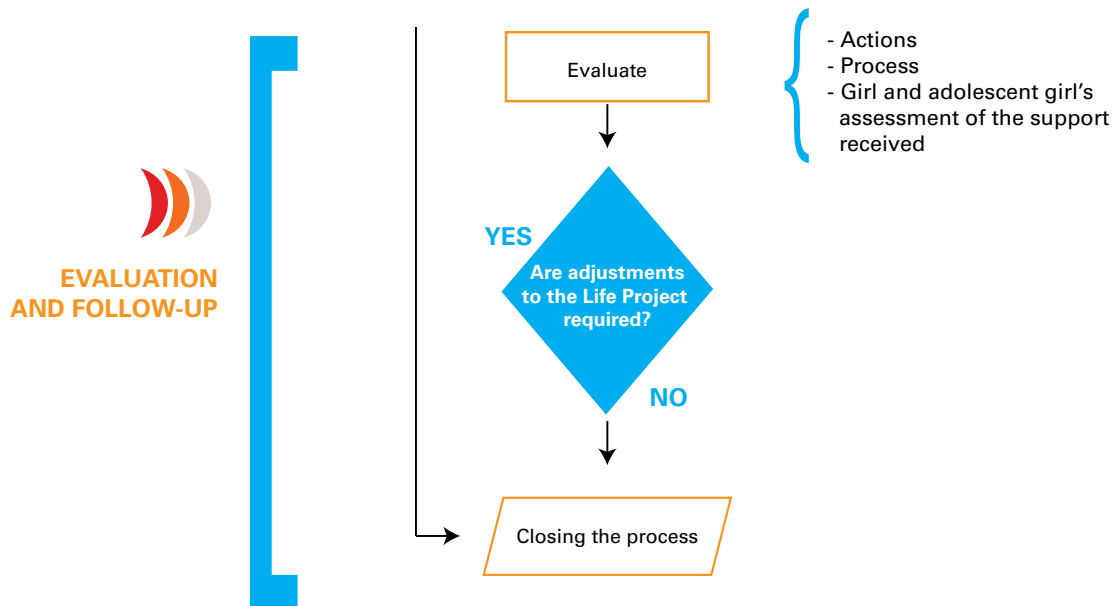 EVALUATION
AND FOLLOW-UP
Evaluate
- Actions
- Process
- Girl and adolescent girl's
assessment of the support
received
YES
Are adjustments
to the Life Project
required?
NO
Closing the process